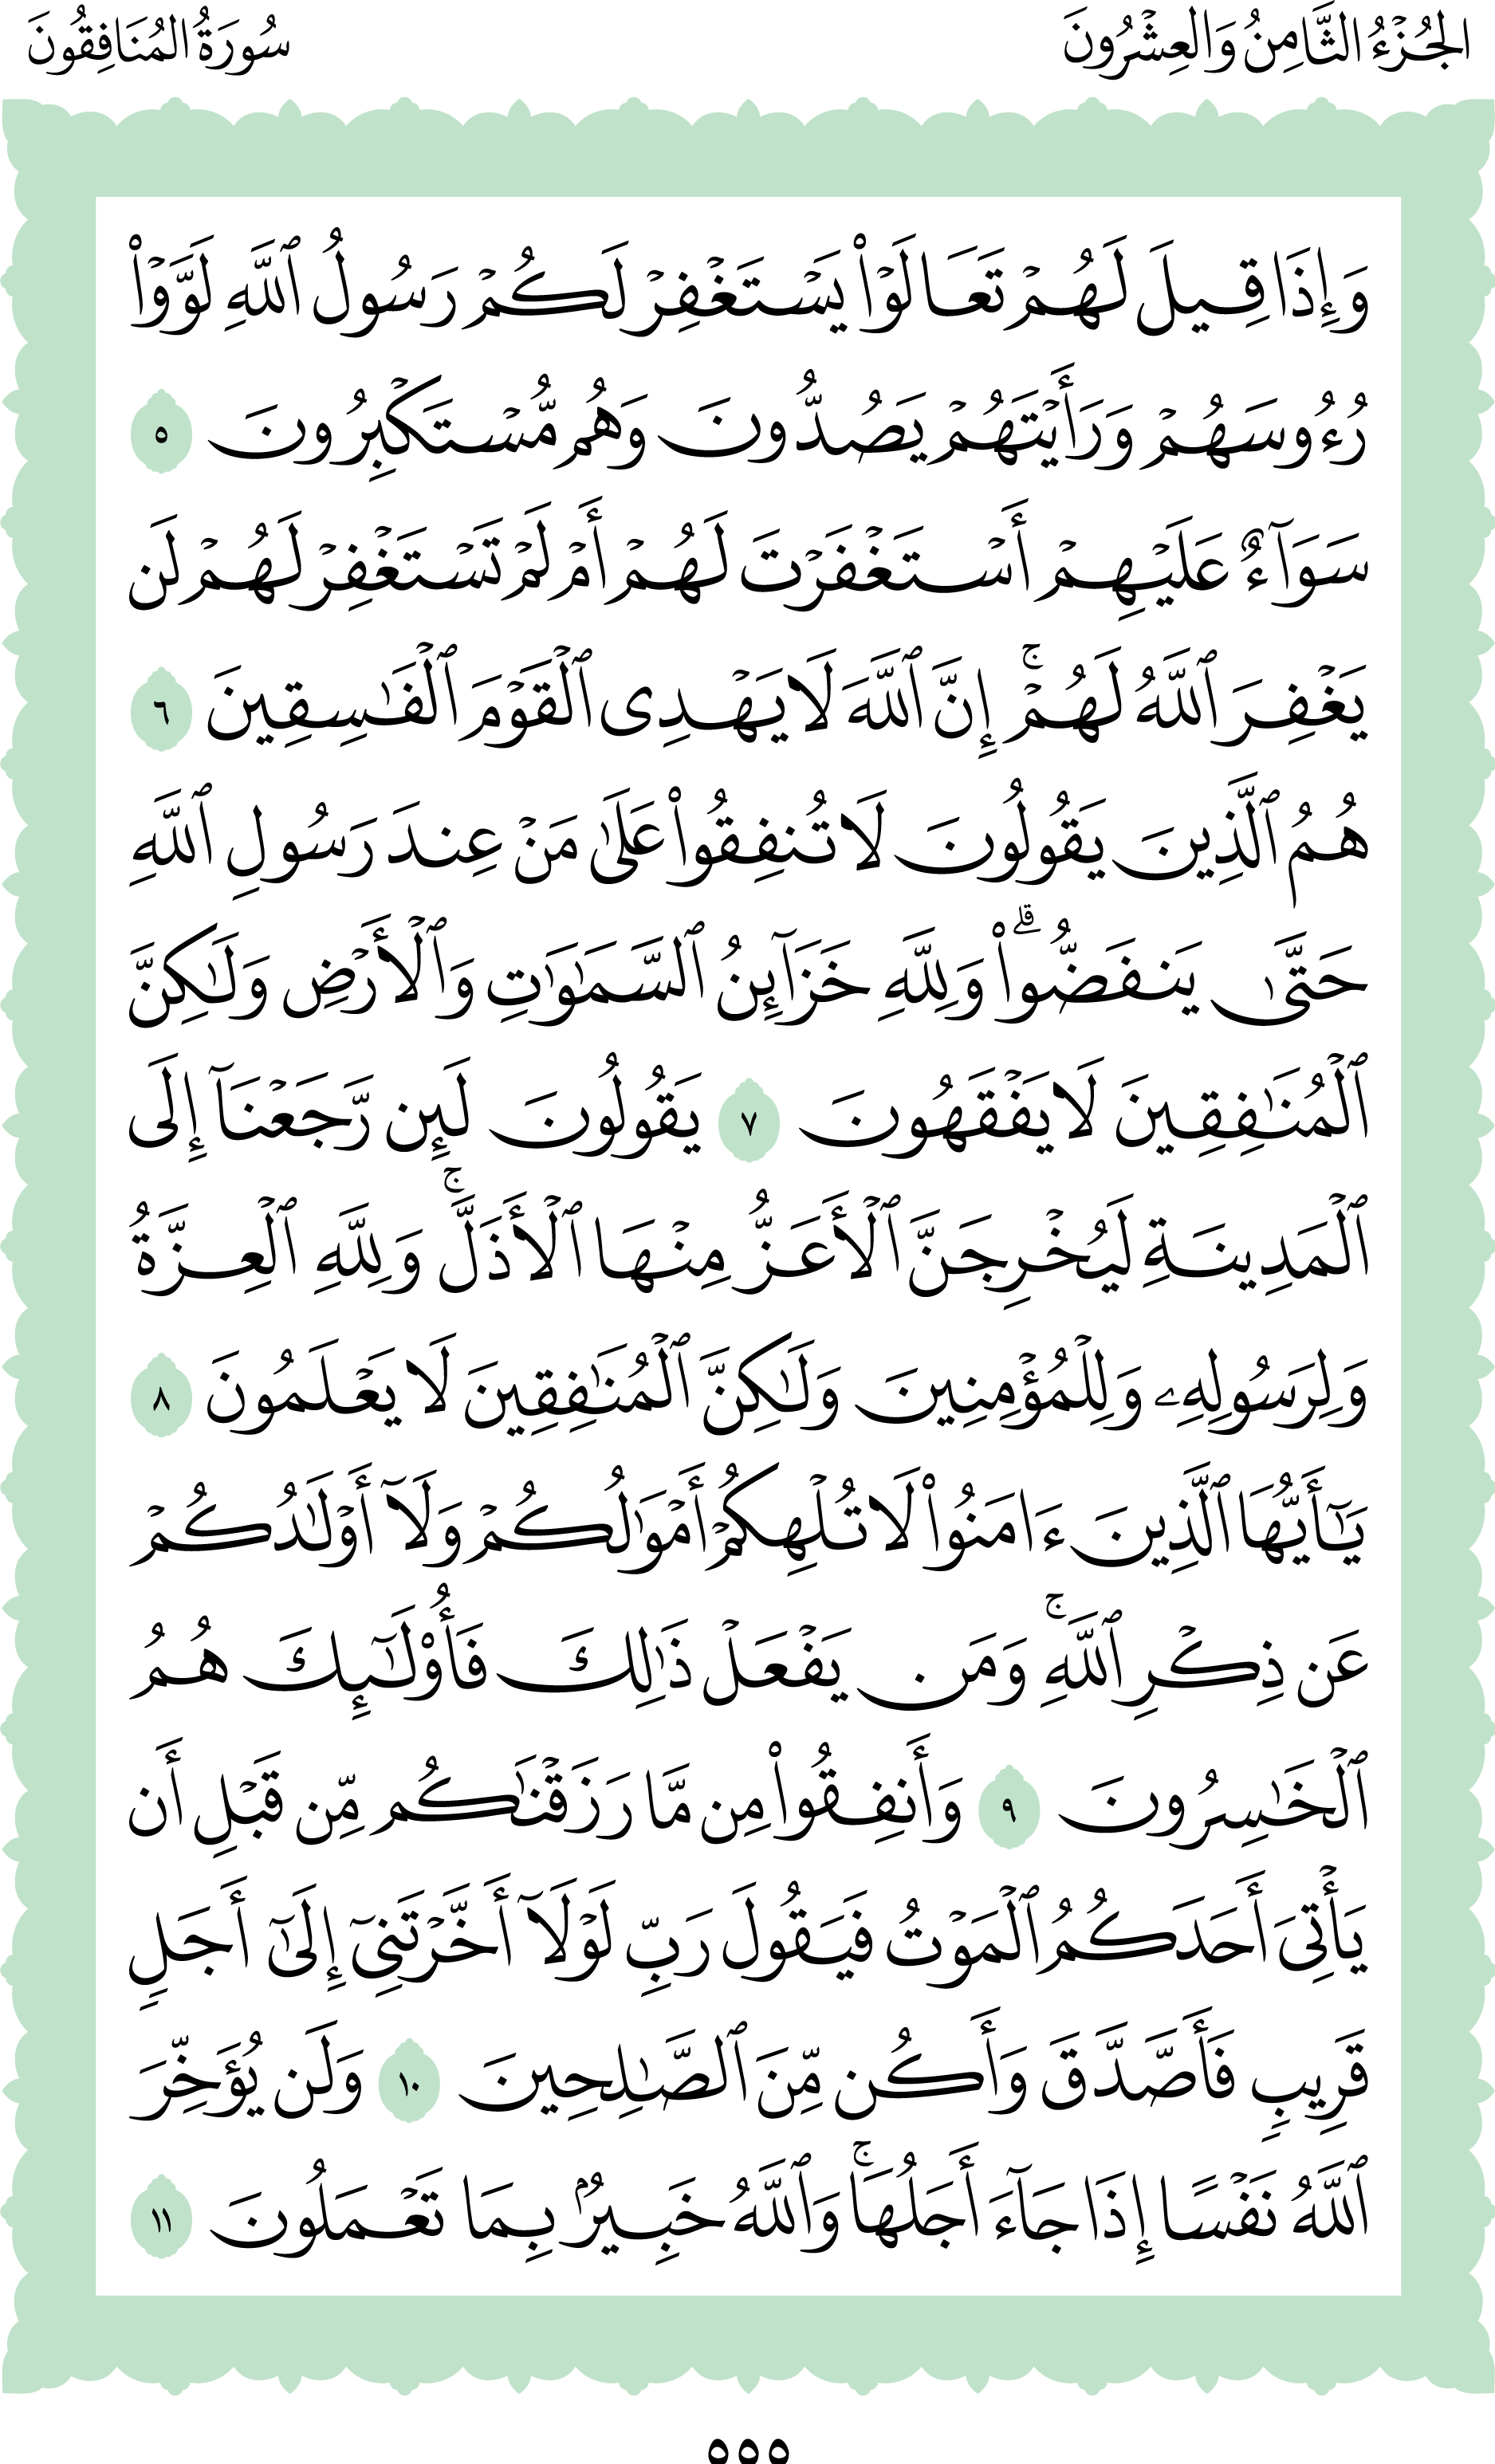 الجُزْءُ الثَّامِنُ وَالعِشْرُونَ
سُورَةُ المُنَافِقُونَ
وَإِذَا قِيلَ لَهُمْ تَعَالَوْا۟ يَسْتَغْفِرْ لَكُمْ رَسُولُ ٱللَّهِ لَوَّوْا۟
رُءُوسَهُمْ وَرَأَيْتَهُمْ يَصُدُّونَ وَهُم مُّسْتَكْبِرُونَ ٥
سَوَآءٌ عَلَيْهِمْ أَسْتَغْفَرْتَ لَهُمْ أَمْ لَمْ تَسْتَغْفِرْ لَهُمْ لَن
يَغْفِرَ ٱللَّهُ لَهُمْ ۚ إِنَّ ٱللَّهَ لَا يَهْدِى ٱلْقَوْمَ ٱلْفَـٰسِقِينَ ٦
هُمُ ٱلَّذِينَ يَقُولُونَ لَا تُنفِقُوا۟ عَلَىٰ مَنْ عِندَ رَسُولِ ٱللَّهِ
حَتَّىٰ يَنفَضُّوا۟ ۗ وَلِلَّهِ خَزَآئِنُ ٱلسَّمَـٰوَٰتِ وَٱلْأَرْضِ وَلَـٰكِنَّ
ٱلْمُنَـٰفِقِينَ لَا يَفْقَهُونَ ٧ يَقُولُونَ لَئِن رَّجَعْنَآ إِلَى
ٱلْمَدِينَةِ لَيُخْرِجَنَّ ٱلْأَعَزُّ مِنْهَا ٱلْأَذَلَّ ۚ وَلِلَّهِ ٱلْعِزَّةُ
وَلِرَسُولِهِۦ وَلِلْمُؤْمِنِينَ وَلَـٰكِنَّ ٱلْمُنَـٰفِقِينَ لَا يَعْلَمُونَ ٨
يَـٰٓأَيُّهَا ٱلَّذِينَ ءَامَنُوا۟ لَا تُلْهِكُمْ أَمْوَٰلُكُمْ وَلَآ أَوْلَـٰدُكُمْ
عَن ذِكْرِ ٱللَّهِ ۚ وَمَن يَفْعَلْ ذَٰلِكَ فَأُو۟لَـٰٓئِكَ هُمُ
ٱلْخَـٰسِرُونَ ٩ وَأَنفِقُوا۟ مِن مَّا رَزَقْنَـٰكُم مِّن قَبْلِ أَن
يَأْتِىَ أَحَدَكُمُ ٱلْمَوْتُ فَيَقُولَ رَبِّ لَوْلَآ أَخَّرْتَنِىٓ إِلَىٰٓ أَجَلٍ
قَرِيبٍ فَأَصَّدَّقَ وَأَكُن مِّنَ ٱلصَّـٰلِحِينَ ١٠ وَلَن يُؤَخِّرَ
ٱللَّهُ نَفْسًا إِذَا جَآءَ أَجَلُهَا ۚ وَٱللَّهُ خَبِيرٌۢ بِمَا تَعْمَلُونَ ١١
٥٥٥